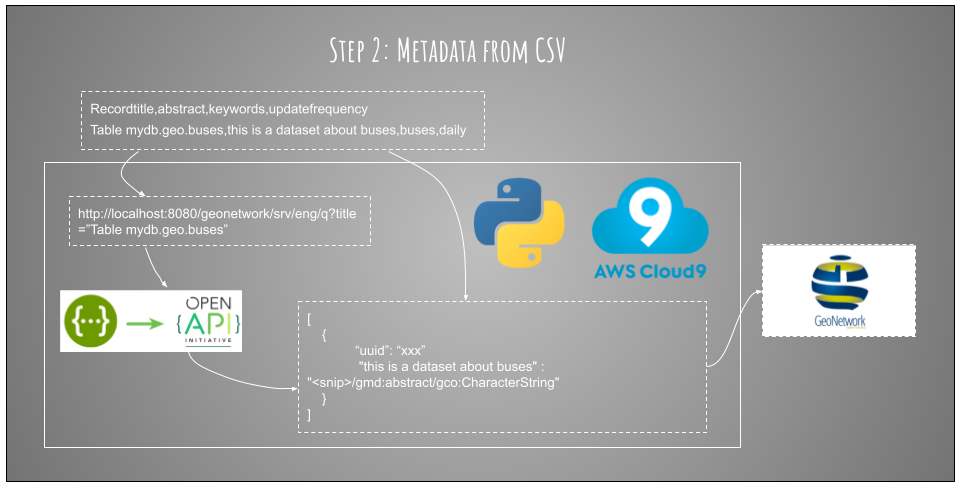 STEP 2: METADATA FROM CSV
Recordtitle,abstract,keywords,updatefrequency
Table mydb.geo.buses,this is a dataset about buses,buses,daily
http://localhost:8080/geonetwork/srv/eng/q?title
="Table mydb.geo.buses”
9
AWS Cloud9
{···}
OPEN
{API}
INITIATIVE
[
{
“uuid”: “xxx”
"this is a dataset about buses" :
"<snip>/gmd:abstract/gco:CharacterString"
}
]
GeoNetwork